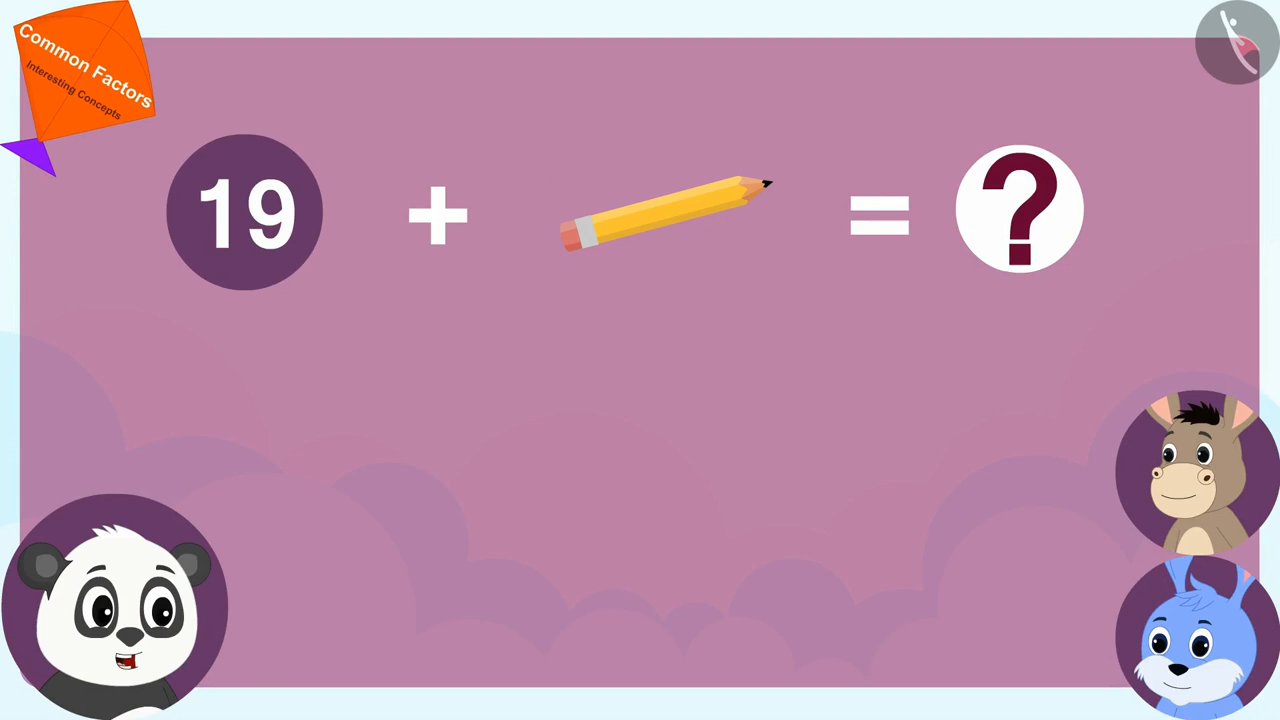 Common Factors
Interesting Concepts
19 + = ?